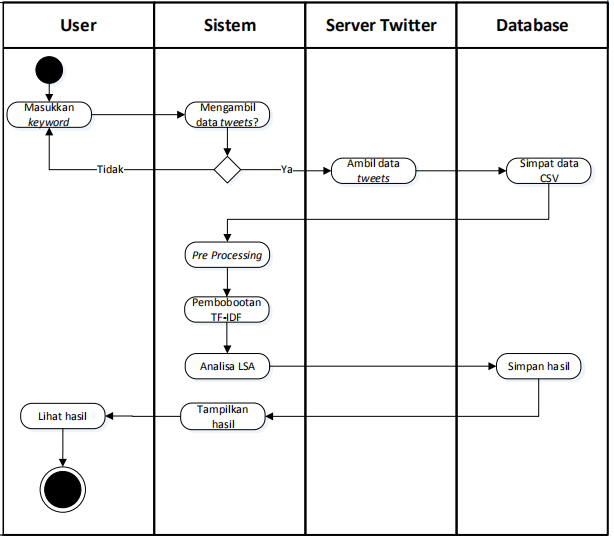 User
Sistem
Server Twitter
Database
Masukkan
keyword
Mengambil
data tweets?
Tidak
Ya
Ambil data
tweets
Simpat data
CSV
Pre Processing
Pembobootan
TF-IDF
Analisa LSA
Simpan hasil
Lihat hasil
Tampilkan
hasil